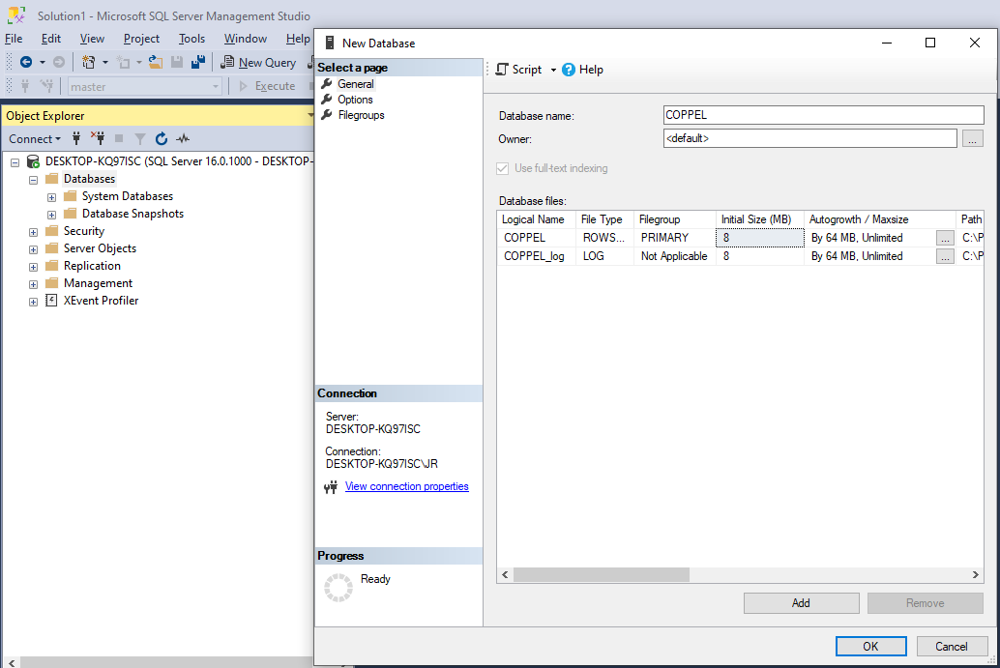 Solution1 - Microsoft SQL Server Management Studio
File Edit View Project Tools Window Help
New Query
master
Execute
Object Explorer
Connect
DESKTOP-KQ97ISC (SQL Server 16.0.1000 - DESKTOP-
Databases
System Databases
Database Snapshots
Security
Server Objects
Replication
Management
XEvent Profiler
New Database
Select a page
General
Options
Filegroups
Connection
Server:
DESKTOP-KQ97ISC
Connection:
DESKTOP-KQ97ISC\JR
View connection properties
Progress
Ready
Script Help
Database name: COPPEL
Owner: <default> ...
Use full-text indexing
Database files:
Logical Name File Type Filegroup Initial Size (MB) Autogrowth / Maxsize Path
COPPEL ROWS... PRIMARY 8 By 64 MB, Unlimited ... C:\P
COPPEL_log LOG Not Applicable 8 By 64 MB, Unlimited ... C:\P
Add Remove
OK Cancel